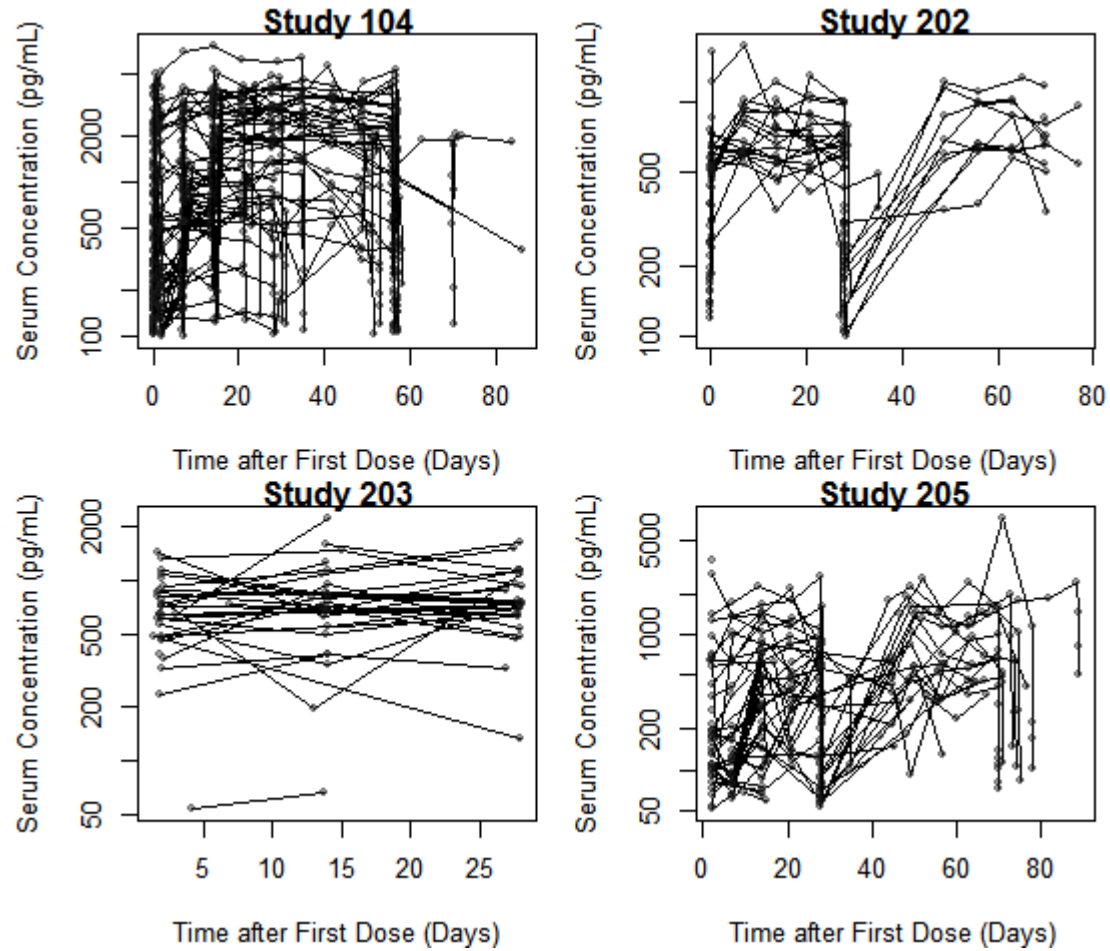 Study 104
Serum Concentration (pg/mL)
2000
500
100
0 20 40 60 80
Time after First Dose (Days)
Study 202
Serum Concentration (pg/mL)
500
200
100
0 20 40 60 80
Time after First Dose (Days)
Study 203
Serum Concentration (pg/mL)
2000
500
200
50
5 10 15 20 25
Time after First Dose (Days)
Study 205
Serum Concentration (pg/mL)
5000
1000
200
50
0 20 40 60 80
Time after First Dose (Days)